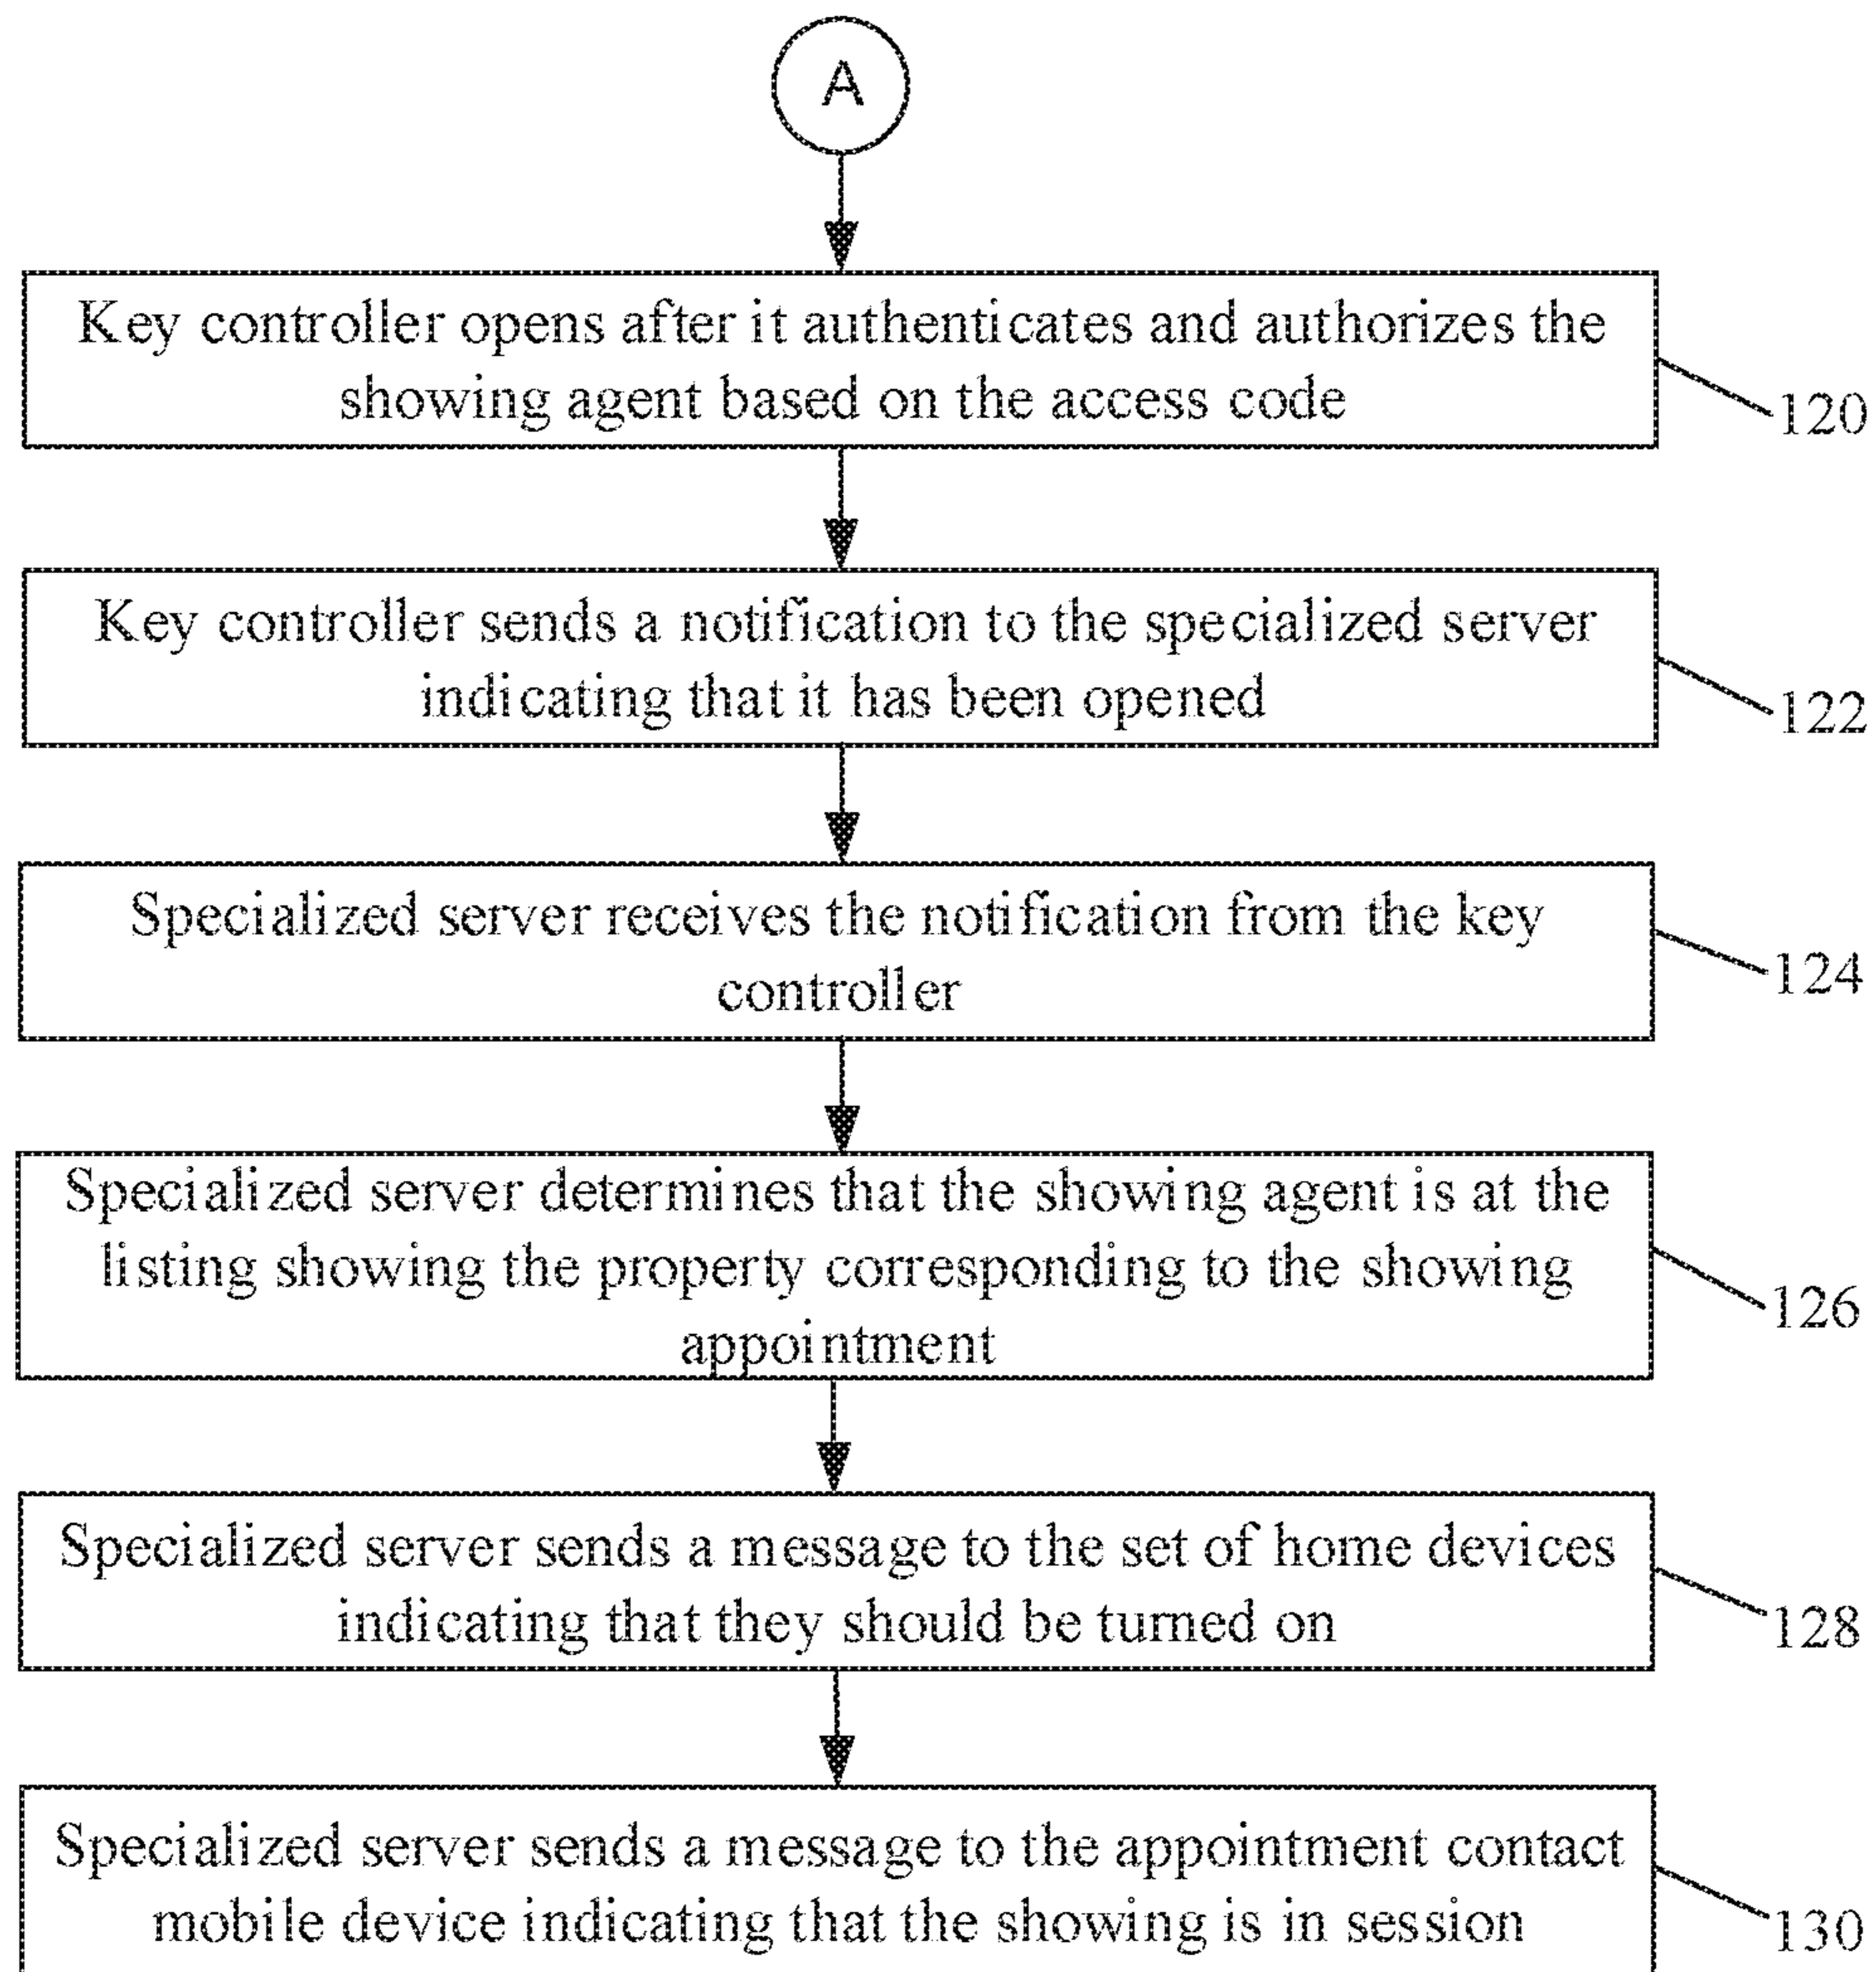 A
Key controller opens after it authenticates and authorizes the
showing agent based on the access code
120
Key controller sends a notification to the specialized server
indicating that it has been opened
122
Specialized server receives the notification from the key
controller
124
Specialized server determines that the showing agent is at the
listing showing the property corresponding to the showing
appointment
126
Specialized server sends a message to the set of home devices
indicating that they should be turned on
128
Specialized server sends a message to the appointment contact
mobile device indicating that the showing is in session
130